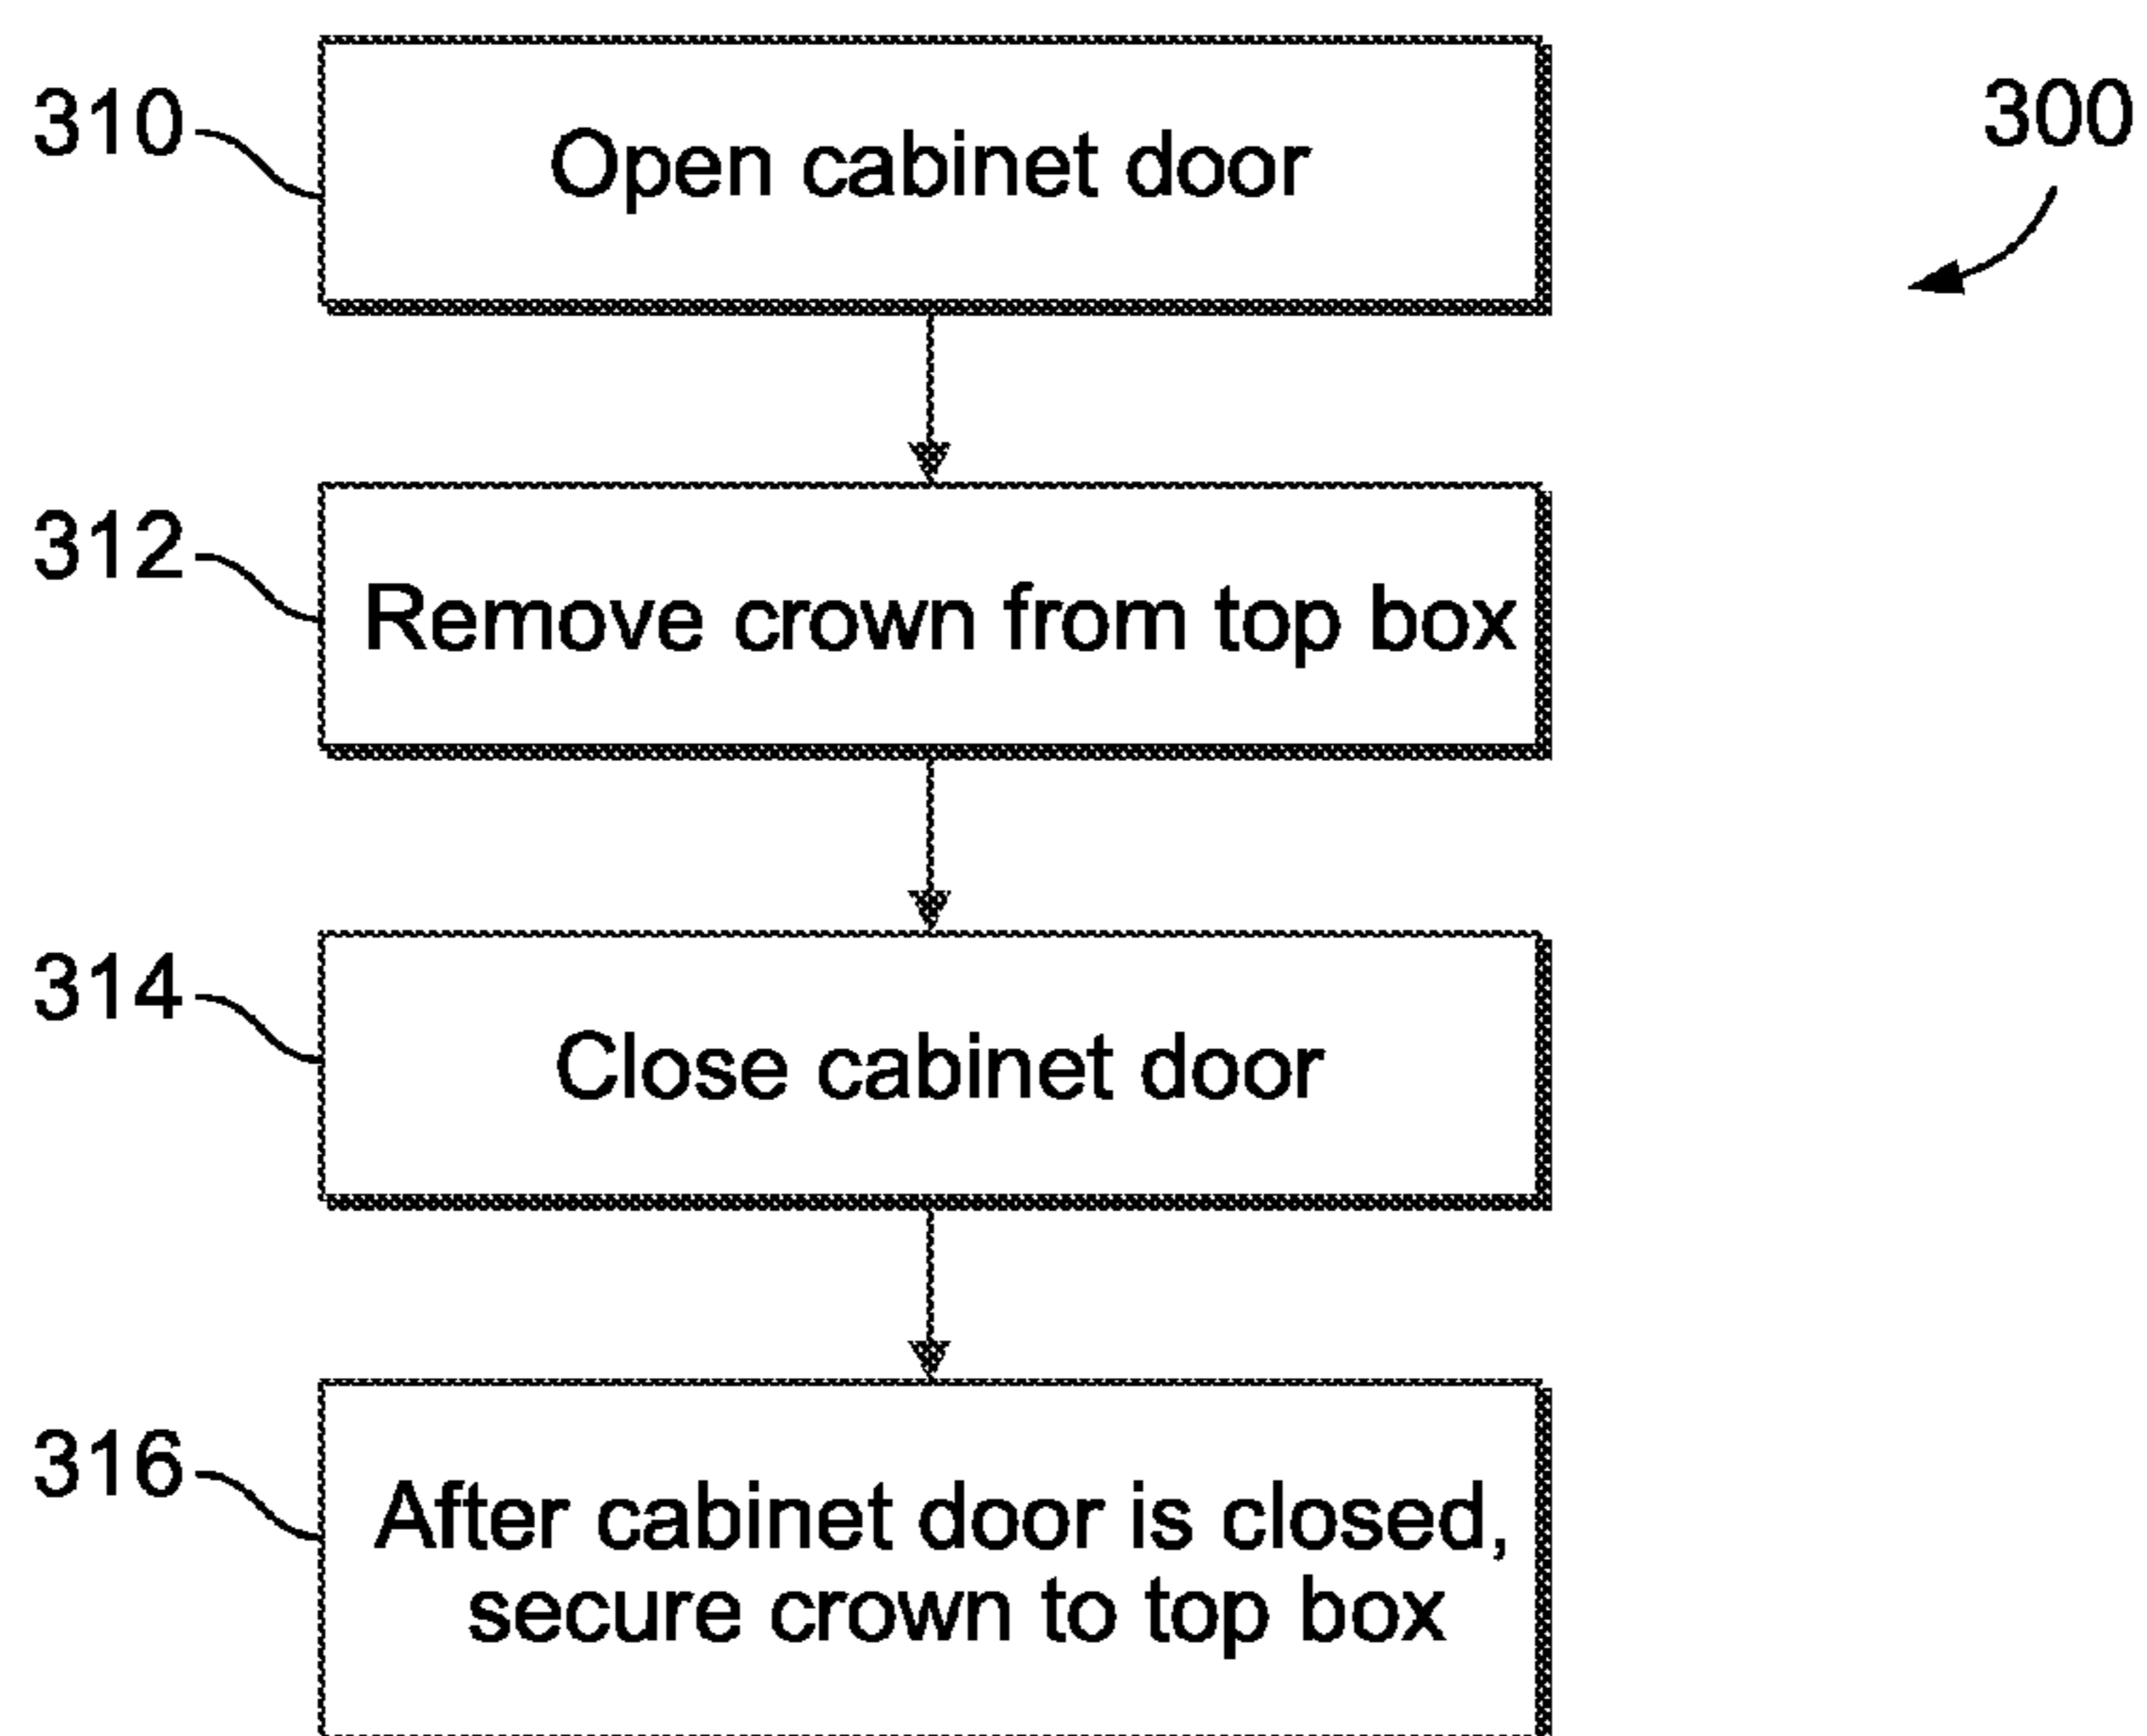 310
Open cabinet door
300
312
Remove crown from top box
314
Close cabinet door
316
After cabinet door is closed,
secure crown to top box